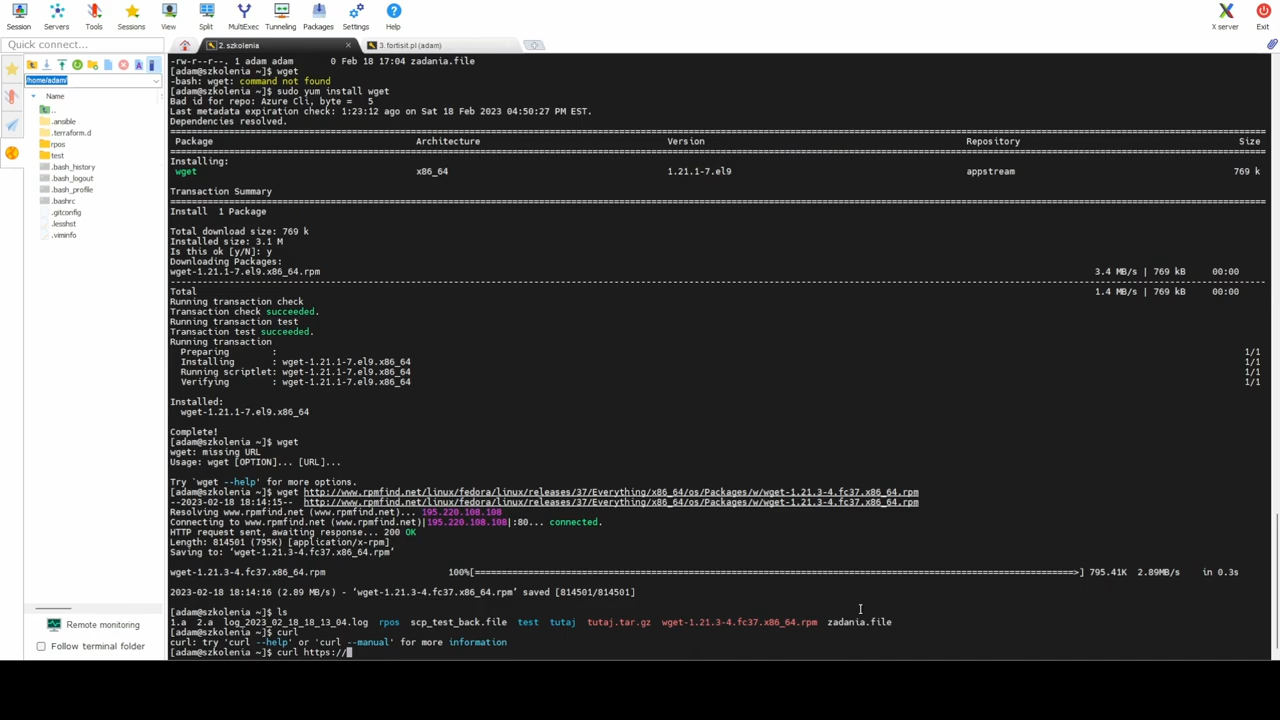 Session Servers Tools Sessions View Split MultiExec Tunneling Packages Settings Help X server Exit
Quick connect...
2. szkolenia
3. fortisit.pl (adam)
/home/adam/
Name
..
.ansible
.terraform.d
rpos
test
.bash_history
.bash_logout
.bash_profile
.bashrc
.gitconfig
.lesshst
.viminfo
Remote monitoring
Follow terminal folder
-rw-r--r--. 1 adam adam 0 Feb 18 17:04 zadania.file
[adam@szkolenia ~]$ wget
-bash: wget: command not found
[adam@szkolenia ~]$ sudo yum install wget
Bad id for repo: Azure Cli, byte = 5
Last metadata expiration check: 1:23:12 ago on Sat 18 Feb 2023 04:50:27 PM EST.
Dependencies resolved.
Package Architecture Version Repository Size
Installing:
wget x86_64 1.21.1-7.el9 appstream 769 k
Transaction Summary
Install 1 Package
Total download size: 769 k
Installed size: 3.1 M
Is this ok [y/N]: y
Downloading Packages:
wget-1.21.1-7.el9.x86_64.rpm 3.4 MB/s | 769 kB 00:00
Total 1.4 MB/s | 769 kB 00:00
Running transaction check
Transaction check succeeded.
Running transaction test
Transaction test succeeded.
Running transaction
Preparing : 1/1
Installing : wget-1.21.1-7.el9.x86_64 1/1
Running scriptlet: wget-1.21.1-7.el9.x86_64 1/1
Verifying : wget-1.21.1-7.el9.x86_64 1/1
Installed:
wget-1.21.1-7.el9.x86_64
Complete!
[adam@szkolenia ~]$ wget
wget: missing URL
Usage: wget [OPTION]... [URL]...
Try `wget --help' for more options.
[adam@szkolenia ~]$ wget http://www.rpmfind.net/linux/fedora/linux/releases/37/Everything/x86_64/os/Packages/w/wget-1.21.3-4.fc37.x86_64.rpm
--2023-02-18 18:14:15-- http://www.rpmfind.net/linux/fedora/linux/releases/37/Everything/x86_64/os/Packages/w/wget-1.21.3-4.fc37.x86_64.rpm
Resolving www.rpmfind.net (www.rpmfind.net)... 195.220.108.108
Connecting to www.rpmfind.net (www.rpmfind.net)|195.220.108.108|:80... connected.
HTTP request sent, awaiting response... 200 OK
Length: 814501 (795K) [application/x-rpm]
Saving to: ‘wget-1.21.3-4.fc37.x86_64.rpm’
wget-1.21.3-4.fc37.x86_64.rpm 100%[==================================================>] 795.41K 2.89MB/s in 0.3s
2023-02-18 18:14:16 (2.89 MB/s) - ‘wget-1.21.3-4.fc37.x86_64.rpm’ saved [814501/814501]
[adam@szkolenia ~]$ ls
1.a 2.a log_2023_02_18_18_13_04.log rpos scp_test_back.file test tutaj tutaj.tar.gz wget-1.21.3-4.fc37.x86_64.rpm zadania.file
[adam@szkolenia ~]$ curl
curl: try 'curl --help' or 'curl --manual' for more information
[adam@szkolenia ~]$ curl https://